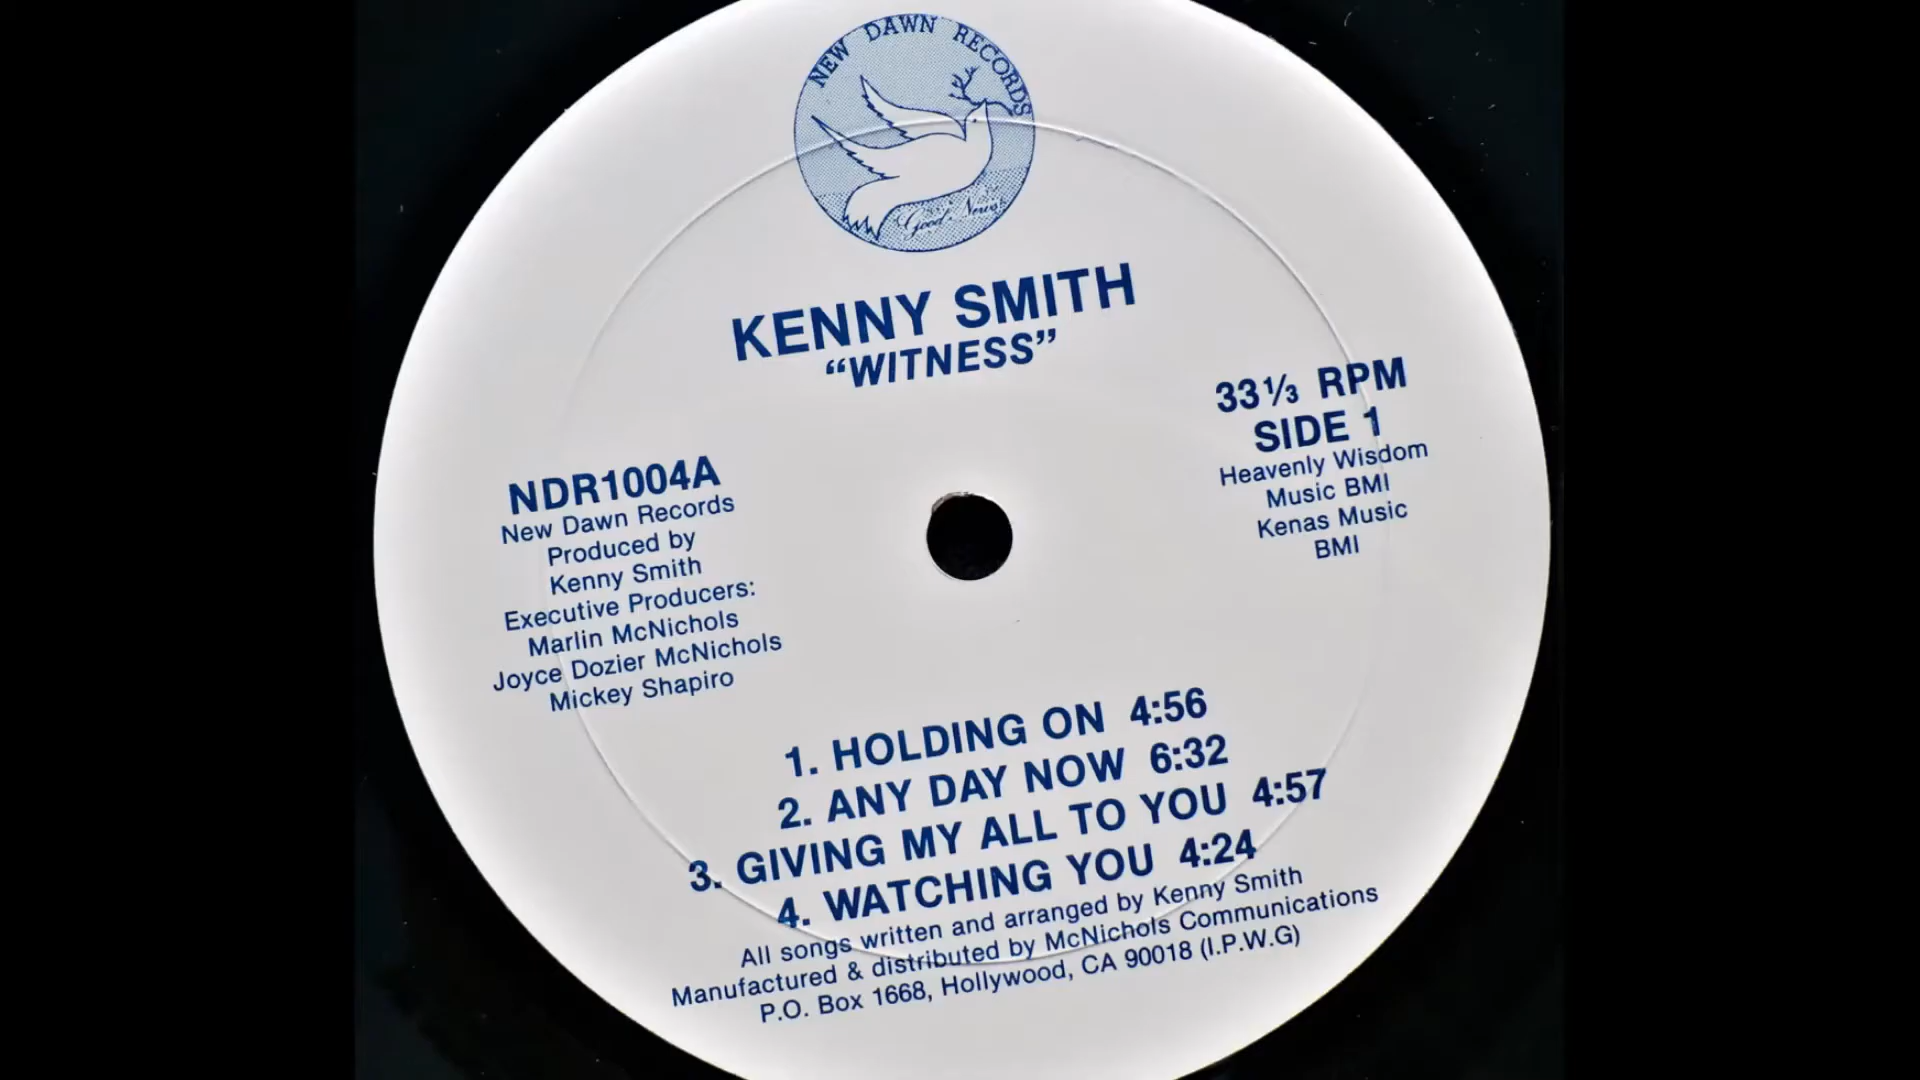 NEW DAWN RECORDS
Good News
KENNY SMITH
“WITNESS”
33⅓ RPM
SIDE 1
Heavenly Wisdom
Music BMI
Kenas Music
BMI
NDR1004A
New Dawn Records
Produced by
Kenny Smith
Executive Producers:
Marlin McNichols
Joyce Dozier McNichols
Mickey Shapiro
1. HOLDING ON 4:56
2. ANY DAY NOW 6:32
3. GIVING MY ALL TO YOU 4:57
4. WATCHING YOU 4:24
All songs written and arranged by Kenny Smith
Manufactured & distributed by McNichols Communications
P.O. Box 1668, Hollywood, CA 90018 (I.P.W.G)